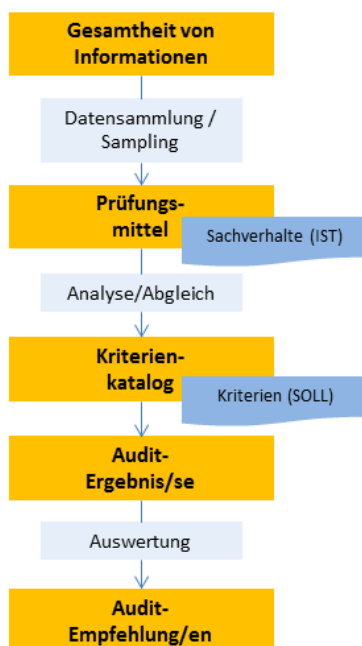 Gesamtheit von
Informationen
Datensammlung /
Sampling
Prüfungs-
mittel
Sachverhalte (IST)
Analyse/Abgleich
Kriterien-
katalog
Kriterien (SOLL)
Audit-
Ergebnis/se
Auswertung
Audit-
Empfehlung/en